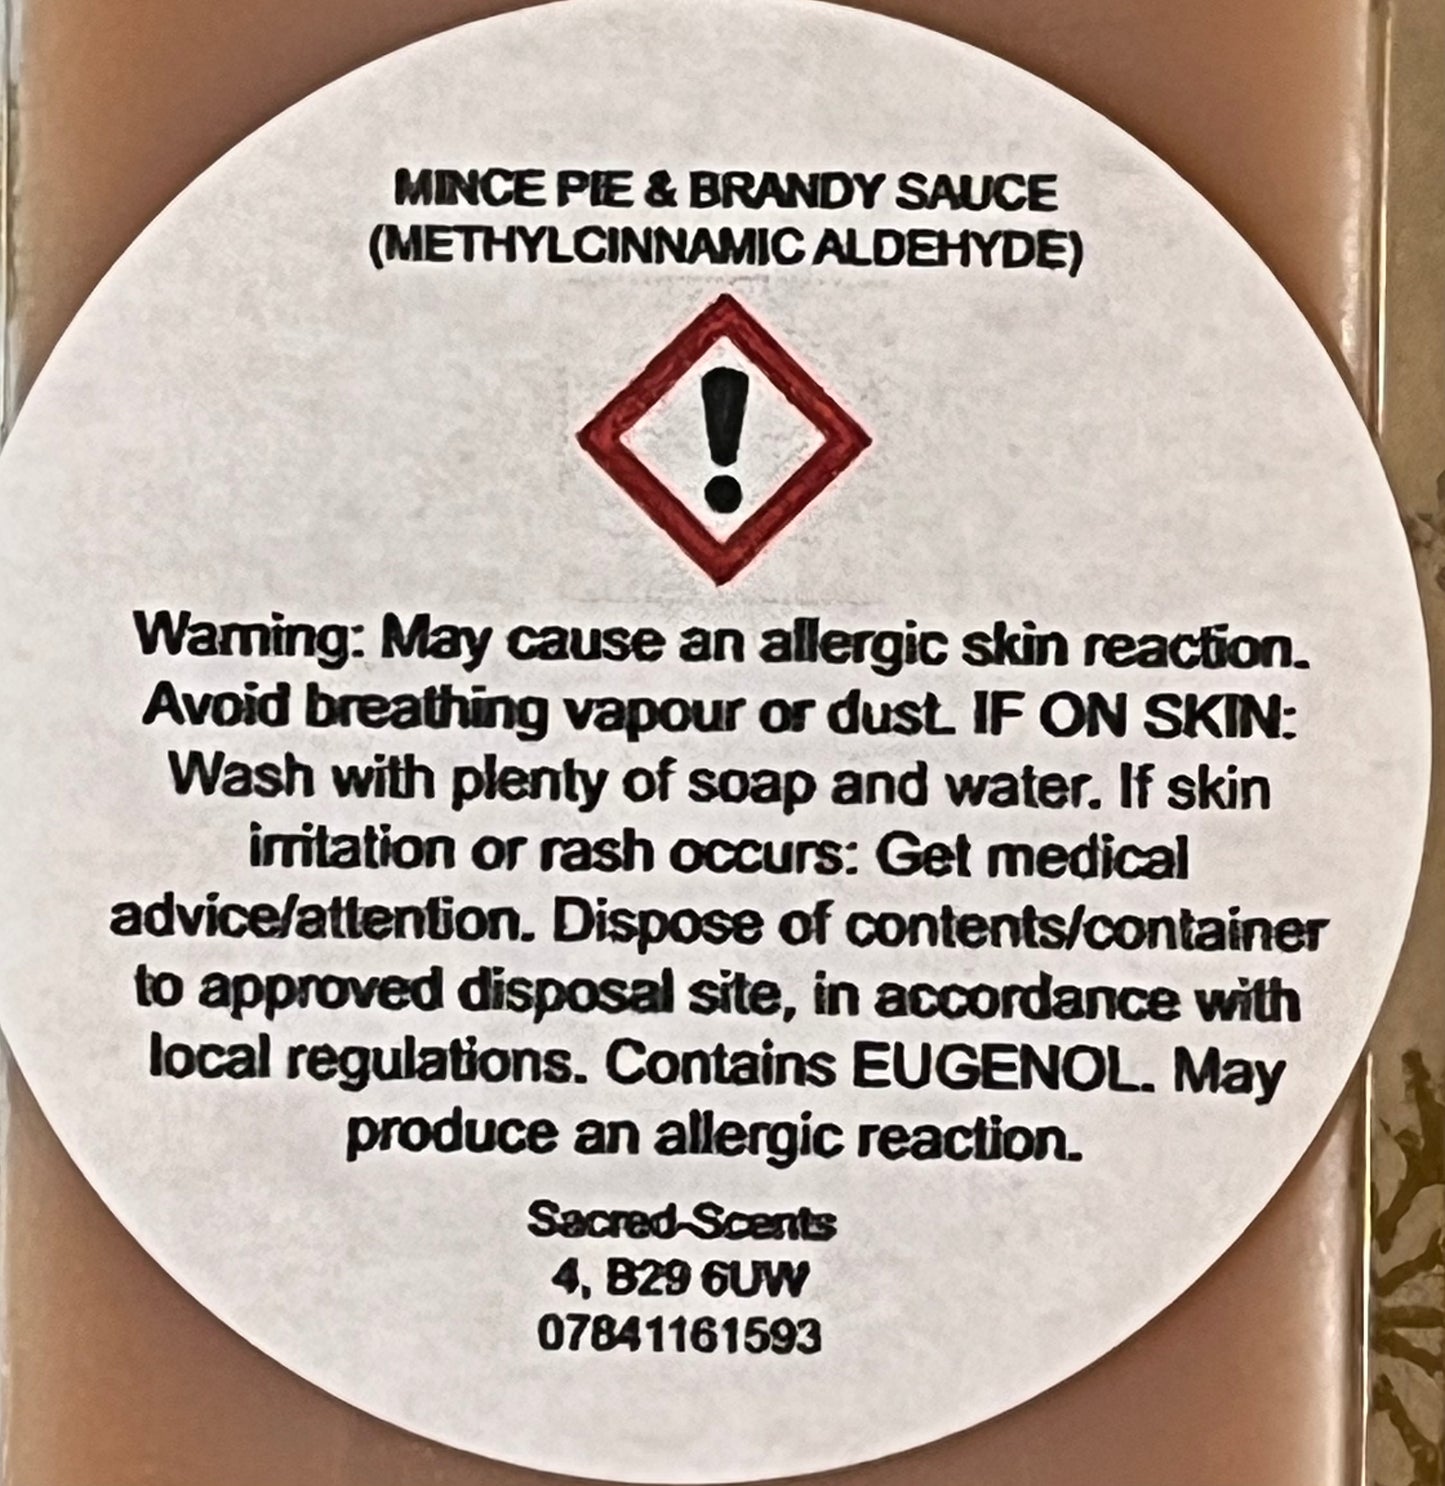 MINCE PIE & BRANDY SAUCE
(METHYLCINNAMIC ALDEHYDE)
!
Warning: May cause an allergic skin reaction.
Avoid breathing vapour or dust. IF ON SKIN:
Wash with plenty of soap and water. If skin
irritation or rash occurs: Get medical
advice/attention. Dispose of contents/container
to approved disposal site, in accordance with
local regulations. Contains EUGENOL. May
produce an allergic reaction.
Sacred-Scents
4, B29 6UW
07841161593